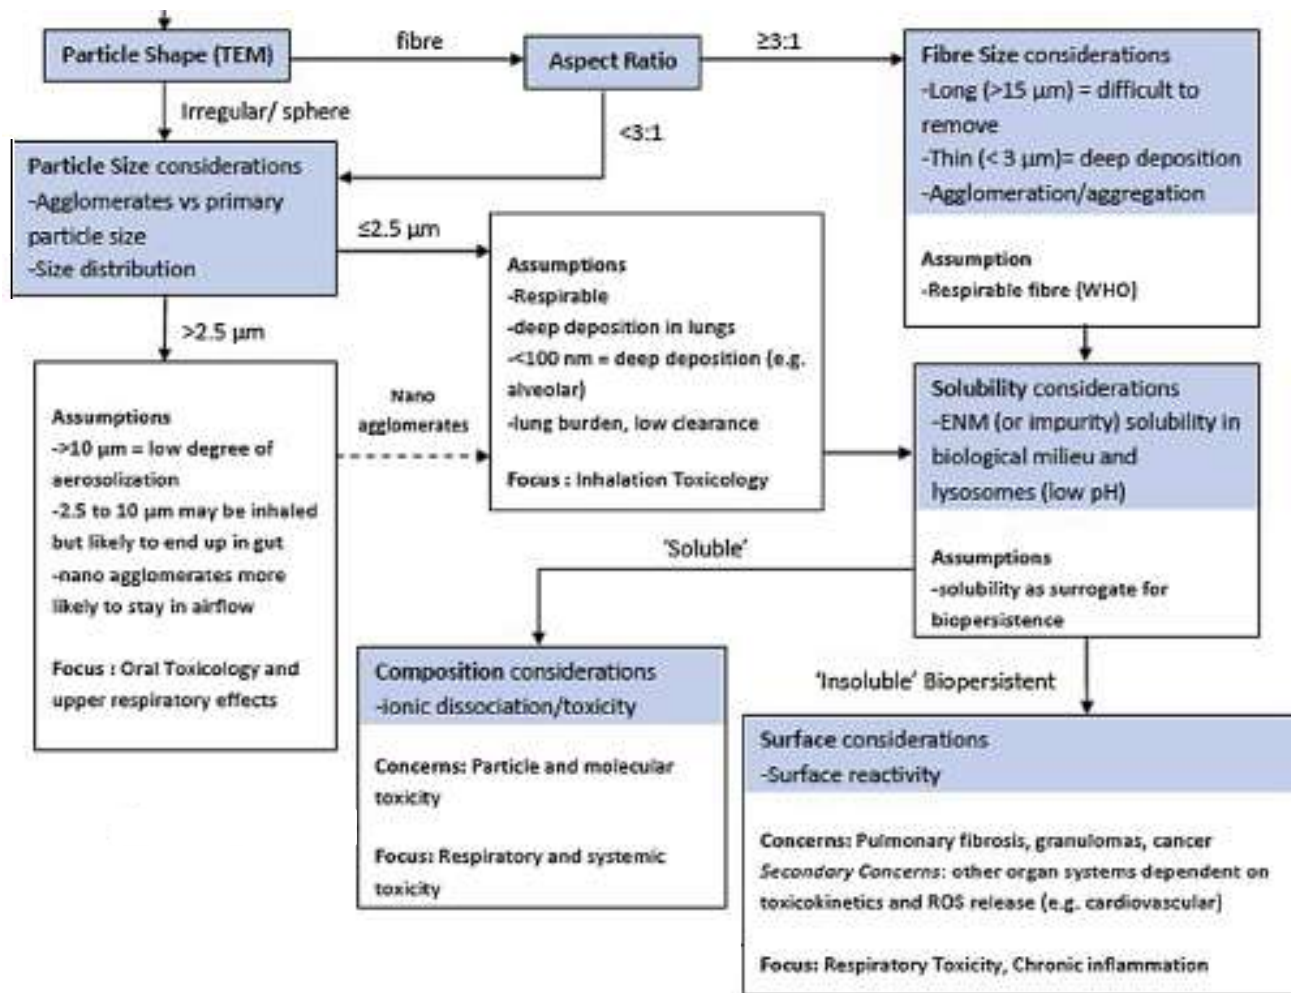 Particle Shape (TEM)
fibre
Aspect Ratio
≥3:1
Fibre Size considerations
-Long (>15 µm) = difficult to
remove
-Thin (< 3 µm)= deep deposition
-Agglomeration/aggregation
Assumption
-Respirable fibre (WHO)
Irregular/ sphere
<3:1
Particle Size considerations
-Agglomerates vs primary
particle size
-Size distribution
≤2.5 µm
Assumptions
-Respirable
-deep deposition in lungs
-<100 nm = deep deposition (e.g.
alveolar)
-lung burden, low clearance
Focus : Inhalation Toxicology
>2.5 µm
Assumptions
->10 µm = low degree of
aerosolization
-2.5 to 10 µm may be inhaled
but likely to end up in gut
-nano agglomerates more
likely to stay in airflow
Focus : Oral Toxicology and
upper respiratory effects
Nano
agglomerates
Solubility considerations
-ENM (or impurity) solubility in
biological milieu and
lysosomes (low pH)
Assumptions
-solubility as surrogate for
biopersistence
'Soluble'
Composition considerations
-ionic dissociation/toxicity
Concerns: Particle and molecular
toxicity
Focus: Respiratory and systemic
toxicity
'Insoluble' Biopersistent
Surface considerations
-Surface reactivity
Concerns: Pulmonary fibrosis, granulomas, cancer
Secondary Concerns: other organ systems dependent on
toxicokinetics and ROS release (e.g. cardiovascular)
Focus: Respiratory Toxicity, Chronic inflammation